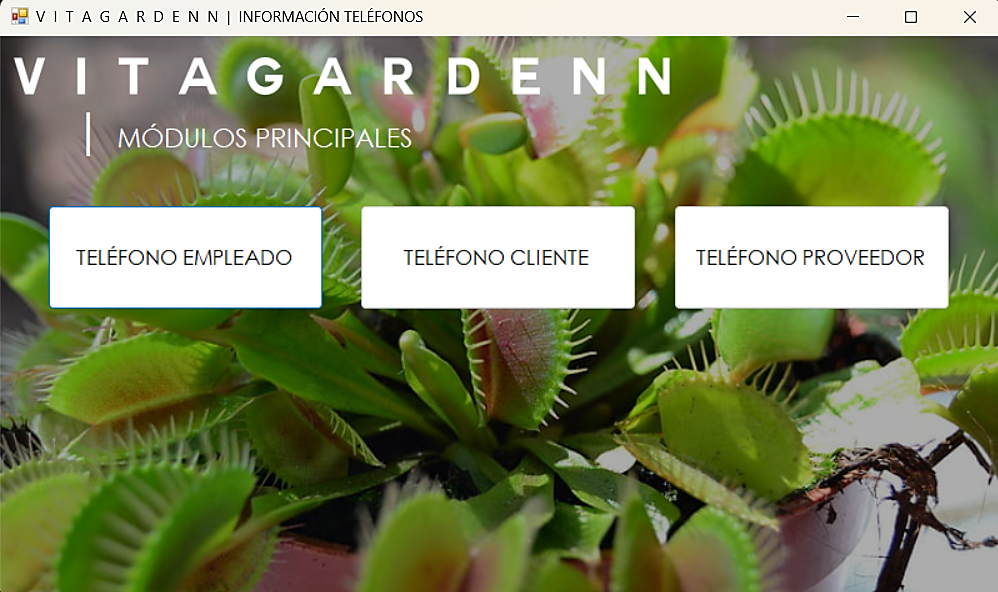 V I T A G A R D E N N | INFORMACIÓN TELÉFONOS
V I T A G A R D E N N
MÓDULOS PRINCIPALES
TELÉFONO EMPLEADO
TELÉFONO CLIENTE
TELÉFONO PROVEEDOR